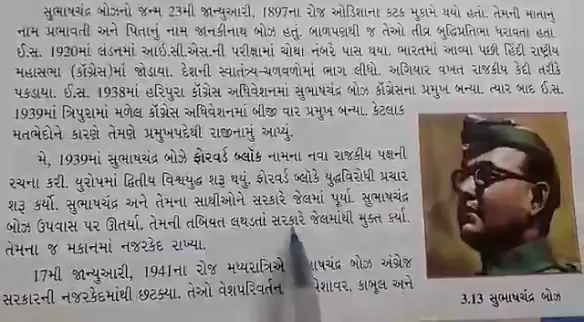 સુભાષચંદ્ર બોઝનો જન્મ 23મી જાન્યુઆરી, 1897ના રોજ ઓડિશાના કટક મુકામે થયો હતો. તેમની માતાનું
નામ પ્રભાવતી અને પિતાનું નામ જાનકીનાથ બોઝ હતું. બાળપણથી જ તેઓ તીવ્ર બુદ્ધિપ્રતિભા ધરાવતા હતા.
ઈ.સ. 1920માં લંડનમાં આઈ.સી.એસ.ની પરીક્ષામાં ચોથા નંબરે પાસ થયા. ભારતમાં આવ્યા પછી હિંદી રાષ્ટ્રીય
મહાસભા (કૉંગ્રેસ)માં જોડાયા. દેશની સ્વાતંત્ર્ય-ચળવળોમાં ભાગ લીધો. અગિયાર વખત રાજકીય કેદી તરીકે
પકડાયા. ઈ.સ. 1938માં હરિપુરા કૉંગ્રેસ અધિવેશનમાં સુભાષચંદ્ર બોઝ કૉંગ્રેસના પ્રમુખ બન્યા. ત્યાર બાદ ઈ.સ.
1939માં ત્રિપુરામાં મળેલ કૉંગ્રેસ અધિવેશનમાં બીજી વાર પ્રમુખ બન્યા. કેટલાક
મતભેદોને કારણે તેમણે પ્રમુખપદેથી રાજીનામું આપ્યું.
મે, 1939માં સુભાષચંદ્ર બોઝે ફોરવર્ડ બ્લૉક નામના નવા રાજકીય પક્ષની
રચના કરી. યુરોપમાં દ્વિતીય વિશ્વયુદ્ધ શરૂ થયું. ફોરવર્ડ બ્લૉકે યુદ્ધવિરોધી પ્રચાર
શરૂ કર્યો. સુભાષચંદ્ર અને તેમના સાથીઓને સરકારે જેલમાં પૂર્યા. સુભાષચંદ્ર
બોઝ ઉપવાસ પર ઊતર્યા. તેમની તબિયત લથડતાં સરકારે જેલમાંથી મુક્ત કર્યા.
તેમના જ મકાનમાં નજરકેદ રાખ્યા.
17મી જાન્યુઆરી, 1941ના રોજ મધ્યરાત્રિએ ષચંદ્ર બોઝ અંગ્રેજ
સરકારની નજરકેદમાંથી છટક્યા. તેઓ વેશપરિવર્તન પેશાવર, કાબૂલ અને
3.13 સુભાષચંદ્ર બોઝ